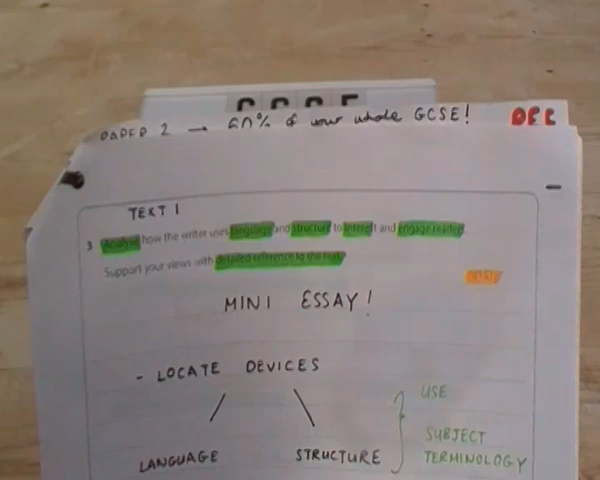 GCSE
PAPER 2 → 60% of your whole GCSE!
TEXT 1
3 Analyse how the writer uses language and structure to interest and engage readers.
Support your views with detailed reference to the text.
(15)
MINI ESSAY!
- LOCATE DEVICES
USE
SUBJECT
LANGUAGE STRUCTURE TERMINOLOGY